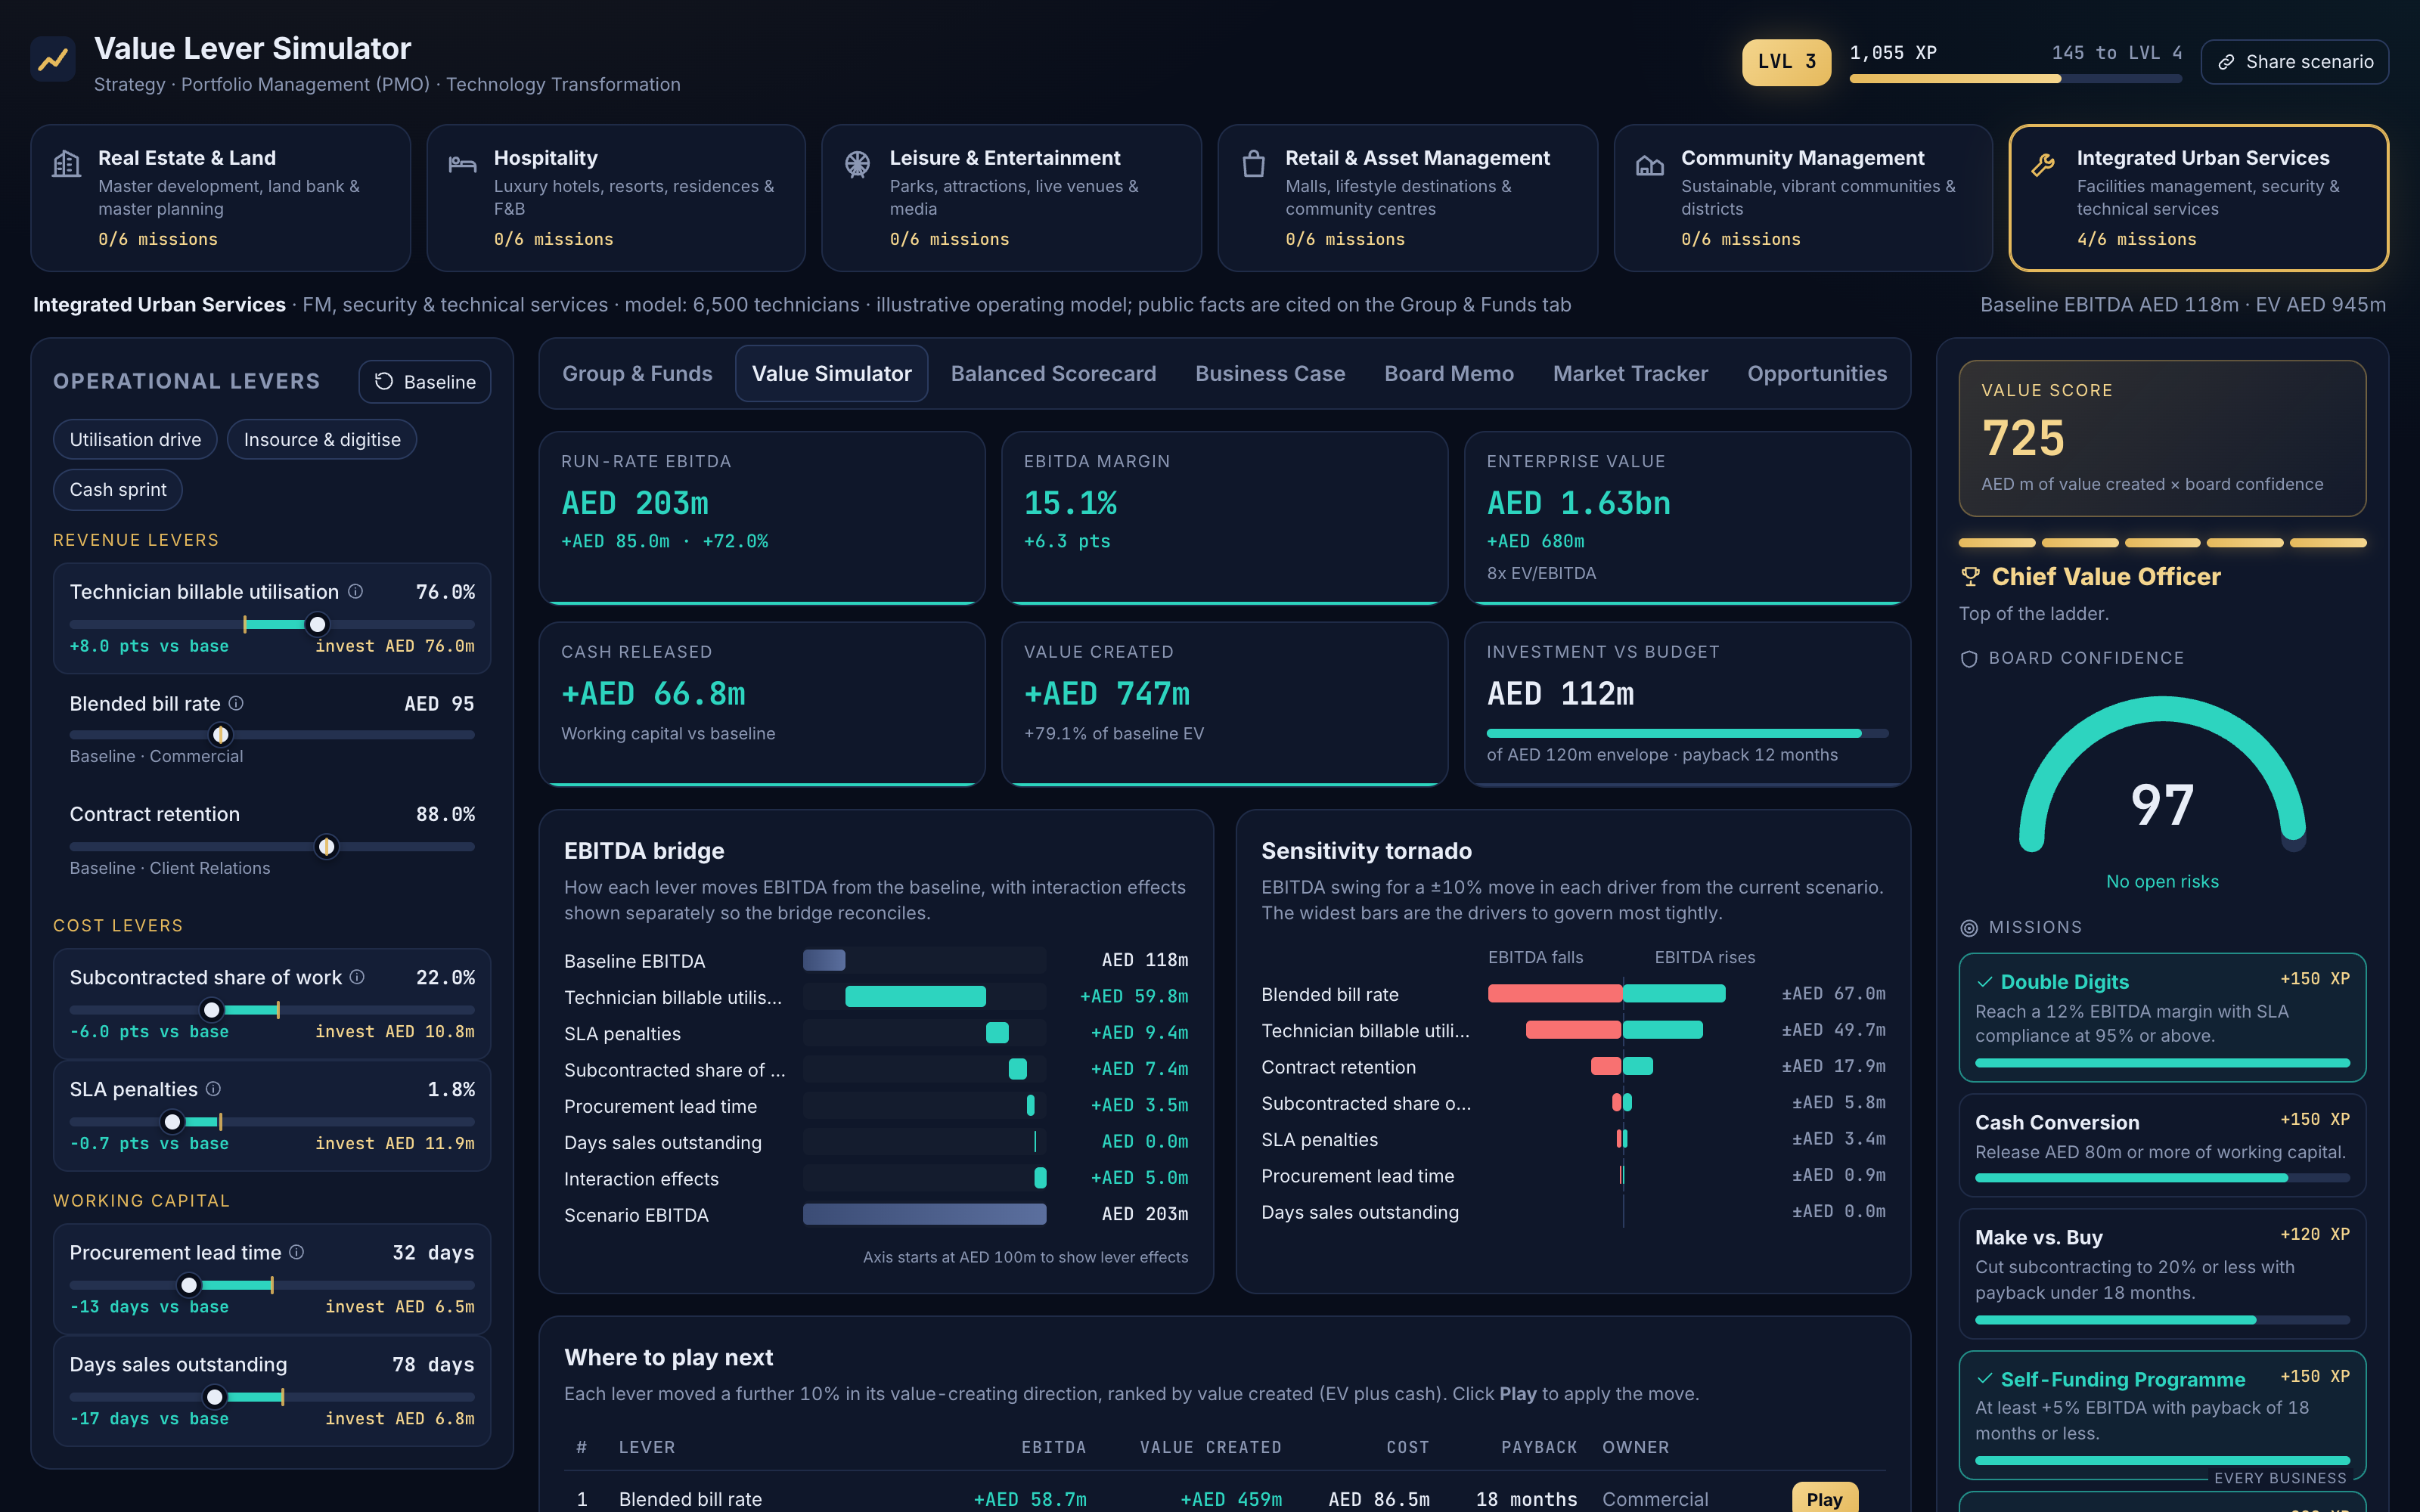 Value Lever Simulator
Strategy · Portfolio Management (PMO) · Technology Transformation
LVL 3
1,055 XP
145 to LVL 4
Share scenario
Real Estate & Land
Master development, land bank &
master planning
0/6 missions
Hospitality
Luxury hotels, resorts, residences &
F&B
0/6 missions
Leisure & Entertainment
Parks, attractions, live venues &
media
0/6 missions
Retail & Asset Management
Malls, lifestyle destinations &
community centres
0/6 missions
Community Management
Sustainable, vibrant communities &
districts
0/6 missions
Integrated Urban Services
Facilities management, security &
technical services
4/6 missions
Integrated Urban Services · FM, security & technical services · model: 6,500 technicians · illustrative operating model; public facts are cited on the Group & Funds tab
Baseline EBITDA AED 118m · EV AED 945m
OPERATIONAL LEVERS
Baseline
Utilisation drive
Insource & digitise
Cash sprint
REVENUE LEVERS
Technician billable utilisation
76.0%
+8.0 pts vs base
invest AED 76.0m
Blended bill rate
AED 95
Baseline · Commercial
Contract retention
88.0%
Baseline · Client Relations
COST LEVERS
Subcontracted share of work
22.0%
-6.0 pts vs base
invest AED 10.8m
SLA penalties
1.8%
-0.7 pts vs base
invest AED 11.9m
WORKING CAPITAL
Procurement lead time
32 days
-13 days vs base
invest AED 6.5m
Days sales outstanding
78 days
-17 days vs base
invest AED 6.8m
Group & Funds
Value Simulator
Balanced Scorecard
Business Case
Board Memo
Market Tracker
Opportunities
RUN-RATE EBITDA
AED 203m
+AED 85.0m · +72.0%
EBITDA MARGIN
15.1%
+6.3 pts
ENTERPRISE VALUE
AED 1.63bn
+AED 680m
8x EV/EBITDA
CASH RELEASED
+AED 66.8m
Working capital vs baseline
VALUE CREATED
+AED 747m
+79.1% of baseline EV
INVESTMENT VS BUDGET
AED 112m
of AED 120m envelope · payback 12 months
EBITDA bridge
How each lever moves EBITDA from the baseline, with interaction effects
shown separately so the bridge reconciles.
Baseline EBITDA
AED 118m
Technician billable utilis...
+AED 59.8m
SLA penalties
+AED 9.4m
Subcontracted share of ...
+AED 7.4m
Procurement lead time
+AED 3.5m
Days sales outstanding
AED 0.0m
Interaction effects
+AED 5.0m
Scenario EBITDA
AED 203m
Axis starts at AED 100m to show lever effects
Sensitivity tornado
EBITDA swing for a ±10% move in each driver from the current scenario.
The widest bars are the drivers to govern most tightly.
EBITDA falls
EBITDA rises
Blended bill rate
±AED 67.0m
Technician billable utili...
±AED 49.7m
Contract retention
±AED 17.9m
Subcontracted share o...
±AED 5.8m
SLA penalties
±AED 3.4m
Procurement lead time
±AED 0.9m
Days sales outstanding
±AED 0.0m
Where to play next
Each lever moved a further 10% in its value-creating direction, ranked by value created (EV plus cash). Click Play to apply the move.
# LEVER EBITDA VALUE CREATED COST PAYBACK OWNER
1 Blended bill rate +AED 58.7m +AED 459m AED 86.5m 18 months Commercial Play
VALUE SCORE
725
AED m of value created × board confidence
Chief Value Officer
Top of the ladder.
BOARD CONFIDENCE
97
No open risks
MISSIONS
Double Digits
+150 XP
Reach a 12% EBITDA margin with SLA
compliance at 95% or above.
Cash Conversion
+150 XP
Release AED 80m or more of working capital.
Make vs. Buy
+120 XP
Cut subcontracting to 20% or less with
payback under 18 months.
Self-Funding Programme
+150 XP
At least +5% EBITDA with payback of 18
months or less.
EVERY BUSINESS